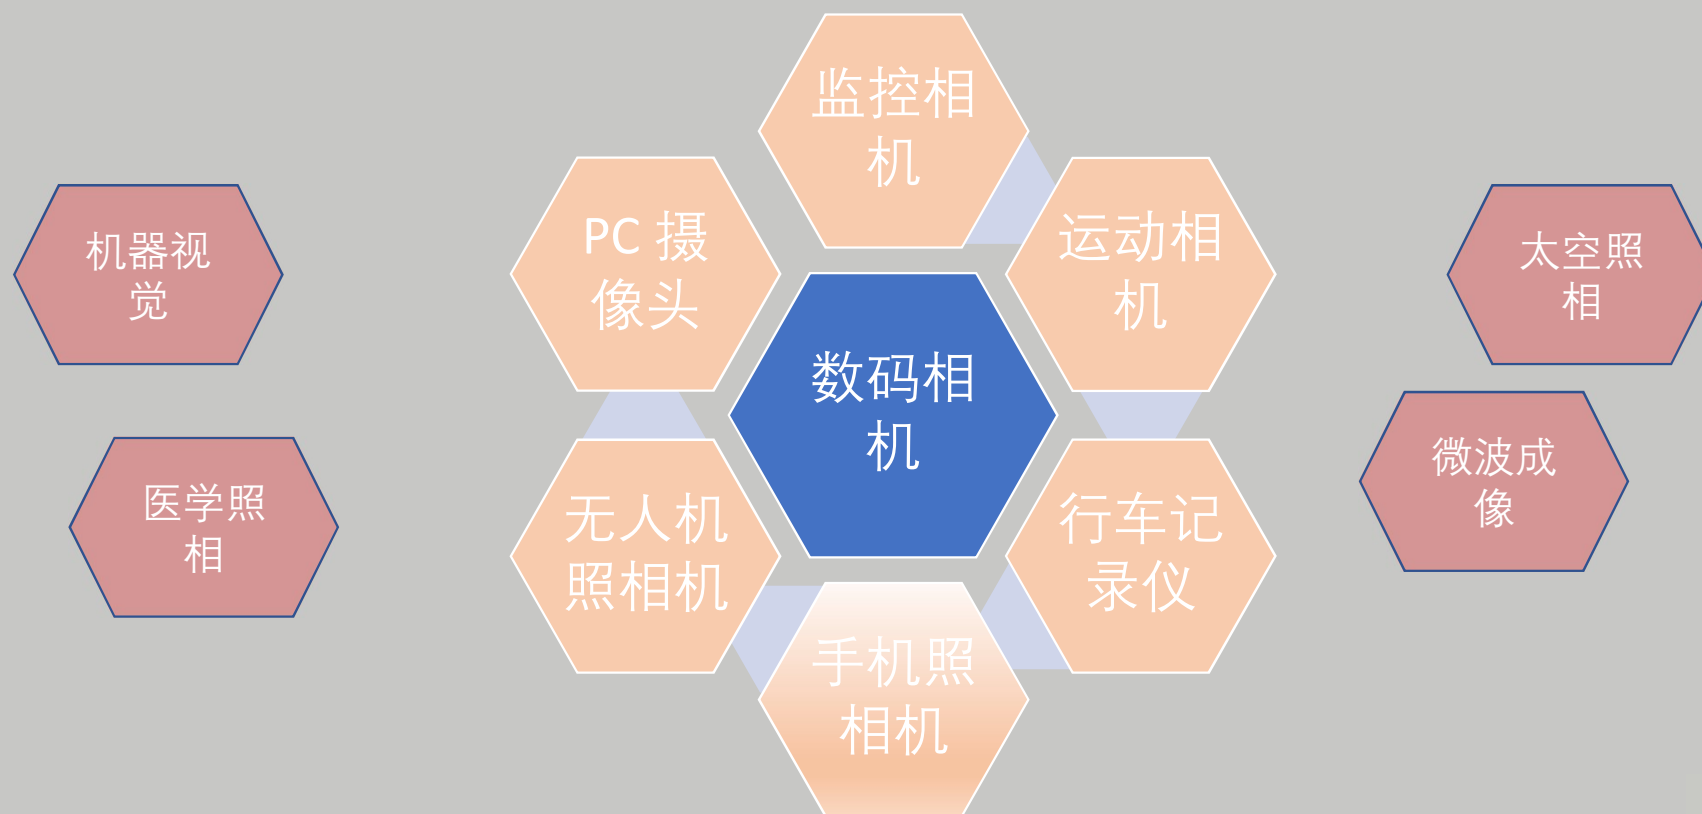 监控相
机
PC 摄
像头
运动相
机
机器视
觉
太空照
相
数码相
机
医学照
相
无人机
照相机
行车记
录仪
微波成
像
手机照
相机